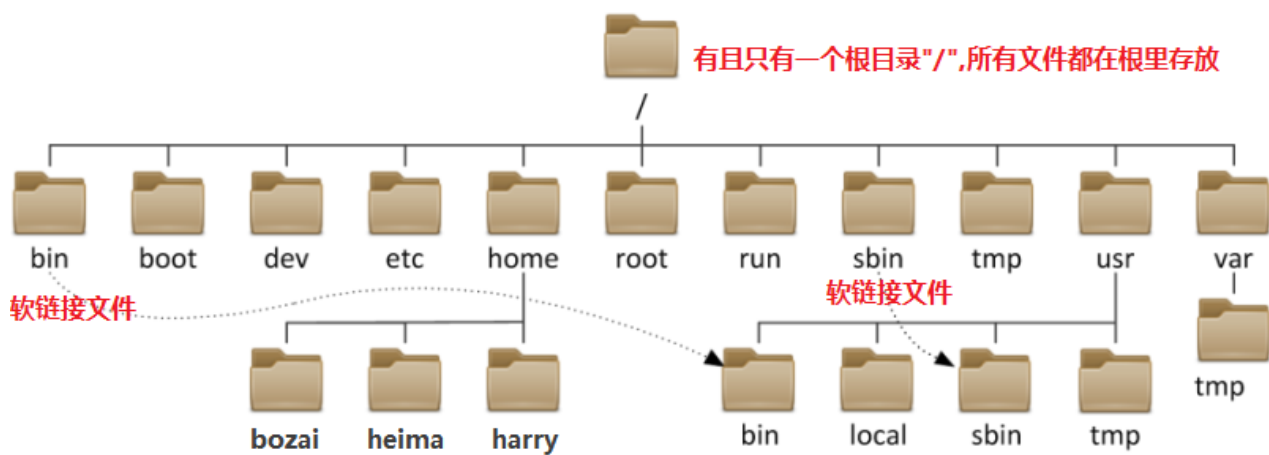 有且只有一个根目录"/",所有文件都在根里存放
/
bin boot dev etc home root run sbin tmp usr var
软链接文件 软链接文件
tmp
bozai heima harry bin local sbin tmp